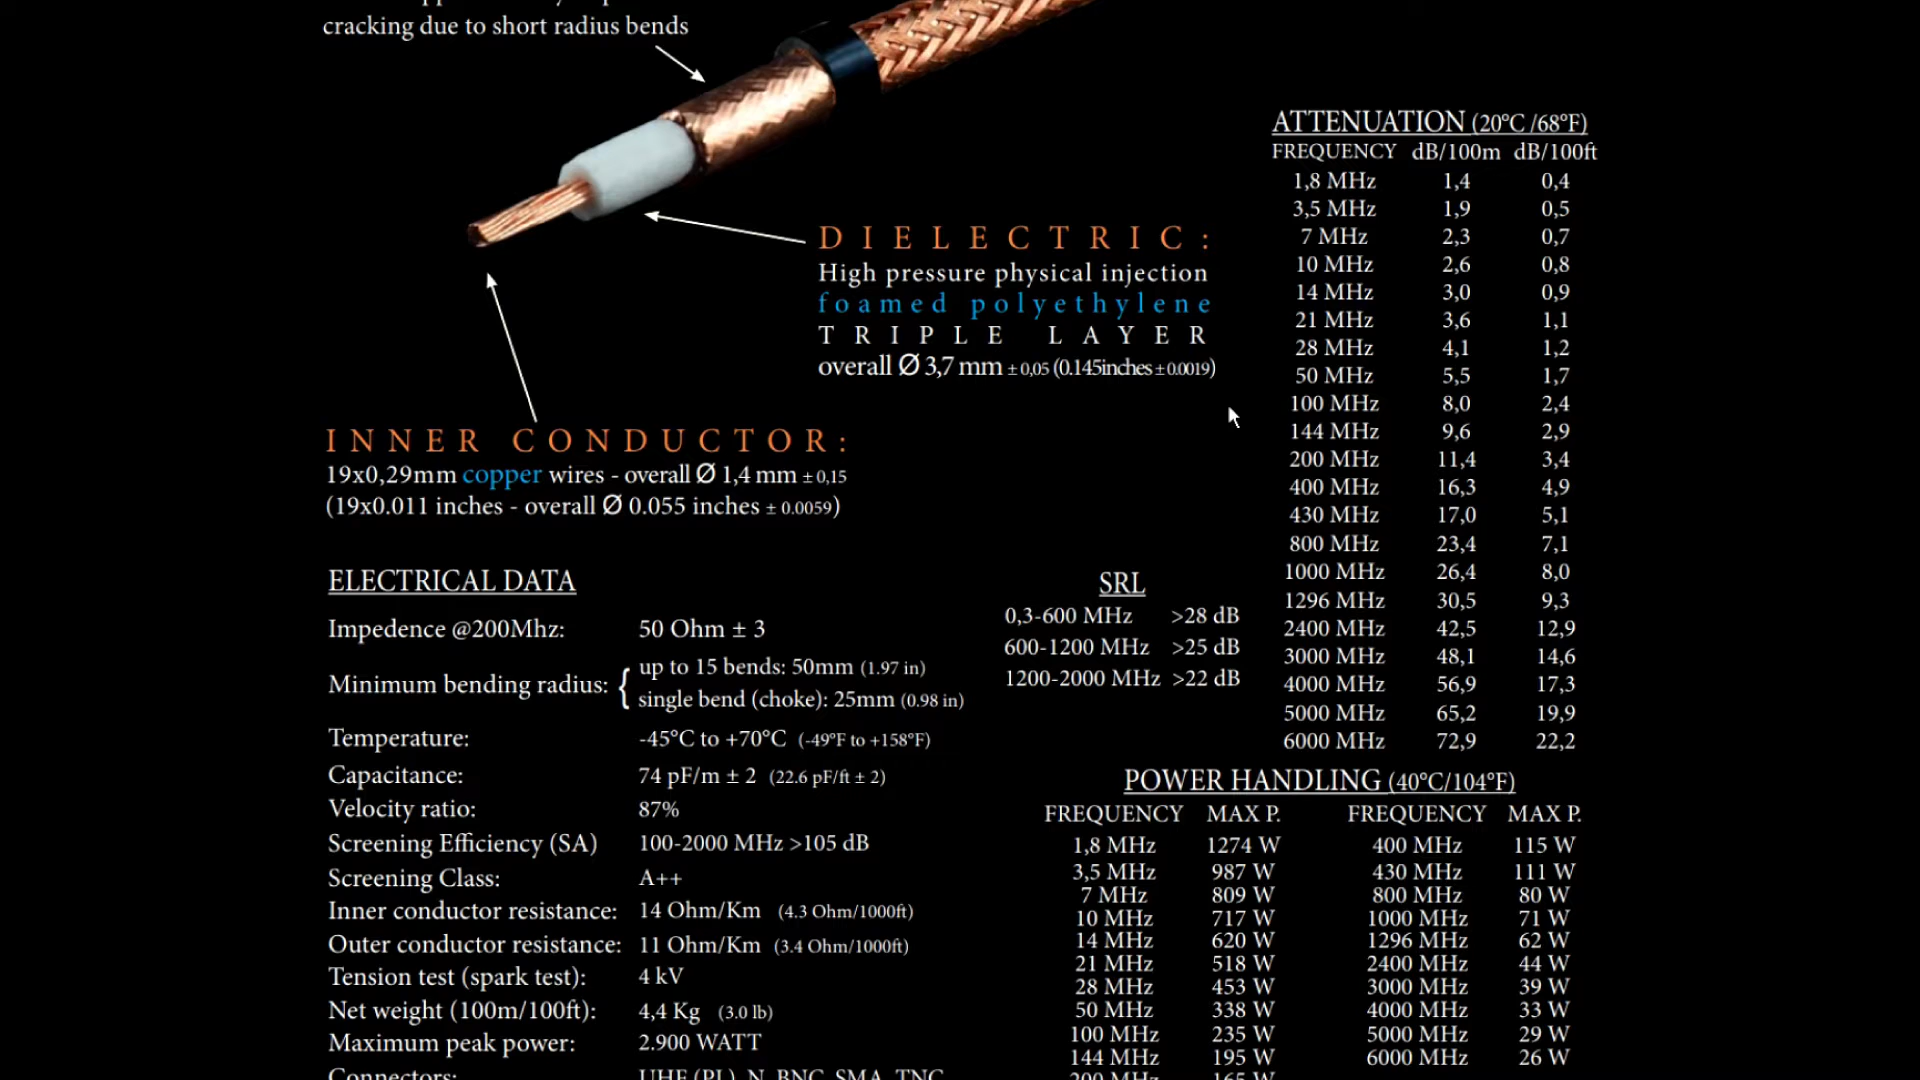 cracking due to short radius bends
DIELECTRIC:
High pressure physical injection
foamed polyethylene
TRIPLE LAYER
overall Ø 3,7 mm ± 0,05 (0.145inches ± 0.0019)
INNER CONDUCTOR:
19x0,29mm copper wires - overall Ø 1,4 mm ± 0,15
(19x0.011 inches - overall Ø 0.055 inches ± 0.0059)
ELECTRICAL DATA
Impedence @200Mhz: 50 Ohm ± 3
Minimum bending radius: { up to 15 bends: 50mm (1.97 in)
single bend (choke): 25mm (0.98 in)
Temperature: -45°C to +70°C (-49°F to +158°F)
Capacitance: 74 pF/m ± 2 (22.6 pF/ft ± 2)
Velocity ratio: 87%
Screening Efficiency (SA) 100-2000 MHz >105 dB
Screening Class: A++
Inner conductor resistance: 14 Ohm/Km (4.3 Ohm/1000ft)
Outer conductor resistance: 11 Ohm/Km (3.4 Ohm/1000ft)
Tension test (spark test): 4 kV
Net weight (100m/100ft): 4,4 Kg (3.0 lb)
Maximum peak power: 2.900 WATT
Connectors: UHF (PL), N, BNC, SMA, TNC
SRL
0,3-600 MHz >28 dB
600-1200 MHz >25 dB
1200-2000 MHz >22 dB
ATTENUATION (20°C /68°F)
FREQUENCY dB/100m dB/100ft
1,8 MHz 1,4 0,4
3,5 MHz 1,9 0,5
7 MHz 2,3 0,7
10 MHz 2,6 0,8
14 MHz 3,0 0,9
21 MHz 3,6 1,1
28 MHz 4,1 1,2
50 MHz 5,5 1,7
100 MHz 8,0 2,4
144 MHz 9,6 2,9
200 MHz 11,4 3,4
400 MHz 16,3 4,9
430 MHz 17,0 5,1
800 MHz 23,4 7,1
1000 MHz 26,4 8,0
1296 MHz 30,5 9,3
2400 MHz 42,5 12,9
3000 MHz 48,1 14,6
4000 MHz 56,9 17,3
5000 MHz 65,2 19,9
6000 MHz 72,9 22,2
POWER HANDLING (40°C/104°F)
FREQUENCY MAX P. FREQUENCY MAX P.
1,8 MHz 1274 W 400 MHz 115 W
3,5 MHz 987 W 430 MHz 111 W
7 MHz 809 W 800 MHz 80 W
10 MHz 717 W 1000 MHz 71 W
14 MHz 620 W 1296 MHz 62 W
21 MHz 518 W 2400 MHz 44 W
28 MHz 453 W 3000 MHz 39 W
50 MHz 338 W 4000 MHz 33 W
100 MHz 235 W 5000 MHz 29 W
144 MHz 195 W 6000 MHz 26 W
200 MHz 165 W